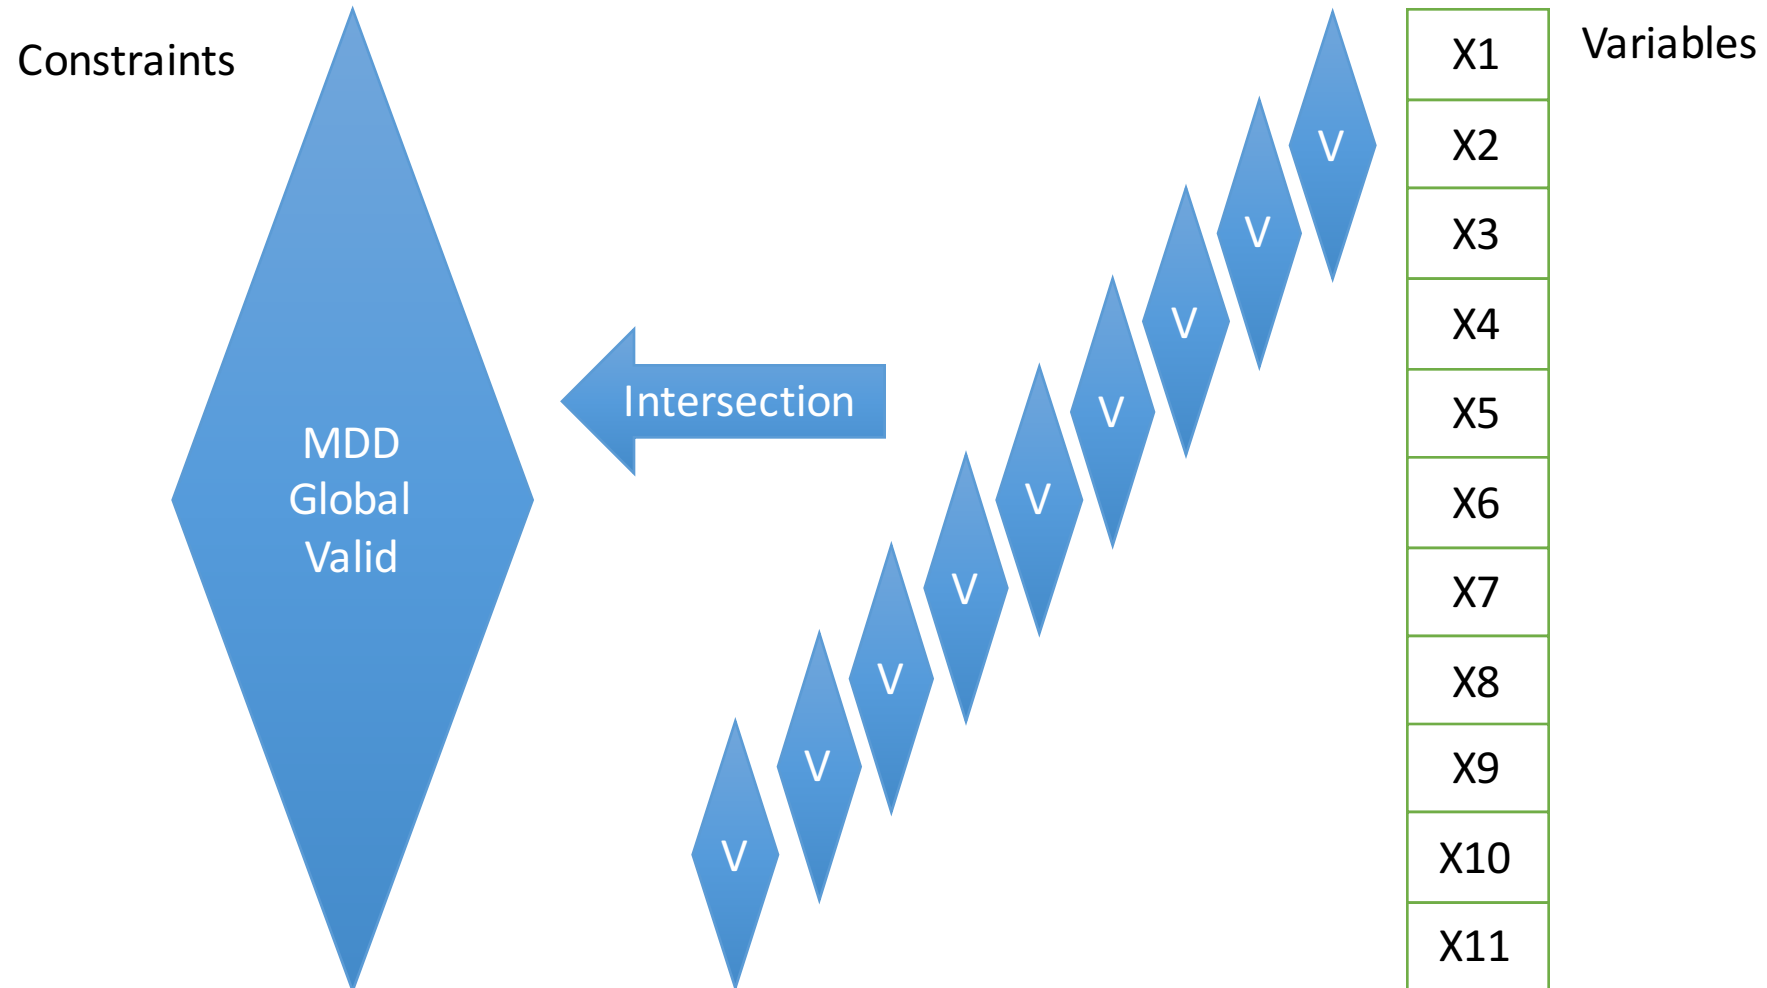 Constraints
MDD
Global
Valid
Intersection
V
V
V
V
V
V
V
V
V
Variables
X1
X2
X3
X4
X5
X6
X7
X8
X9
X10
X11